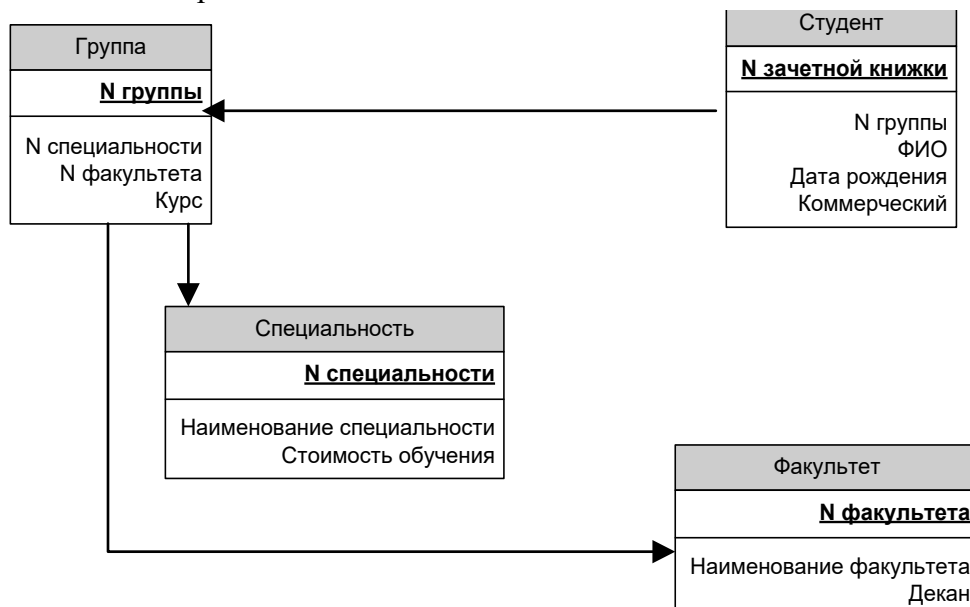 Группа
N группы
N специальности
N факультета
Курс
Студент
N зачетной книжки
N группы
ФИО
Дата рождения
Коммерческий
Специальность
N специальности
Наименование специальности
Стоимость обучения
Факультет
N факультета
Наименование факультета
Декан